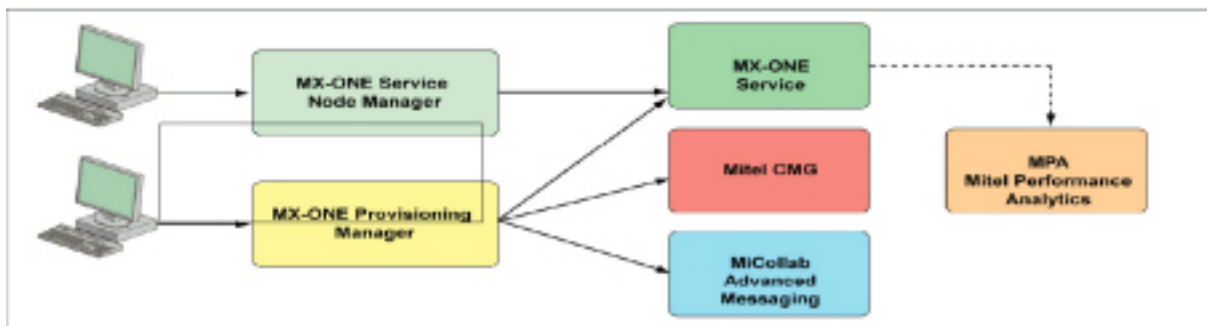 MX-ONE Service
Node Manager
MX-ONE
Service
Mitel CMG
MPA
Mitel Performance
Analytics
MX-ONE Provisioning
Manager
MiCollab
Advanced
Messaging